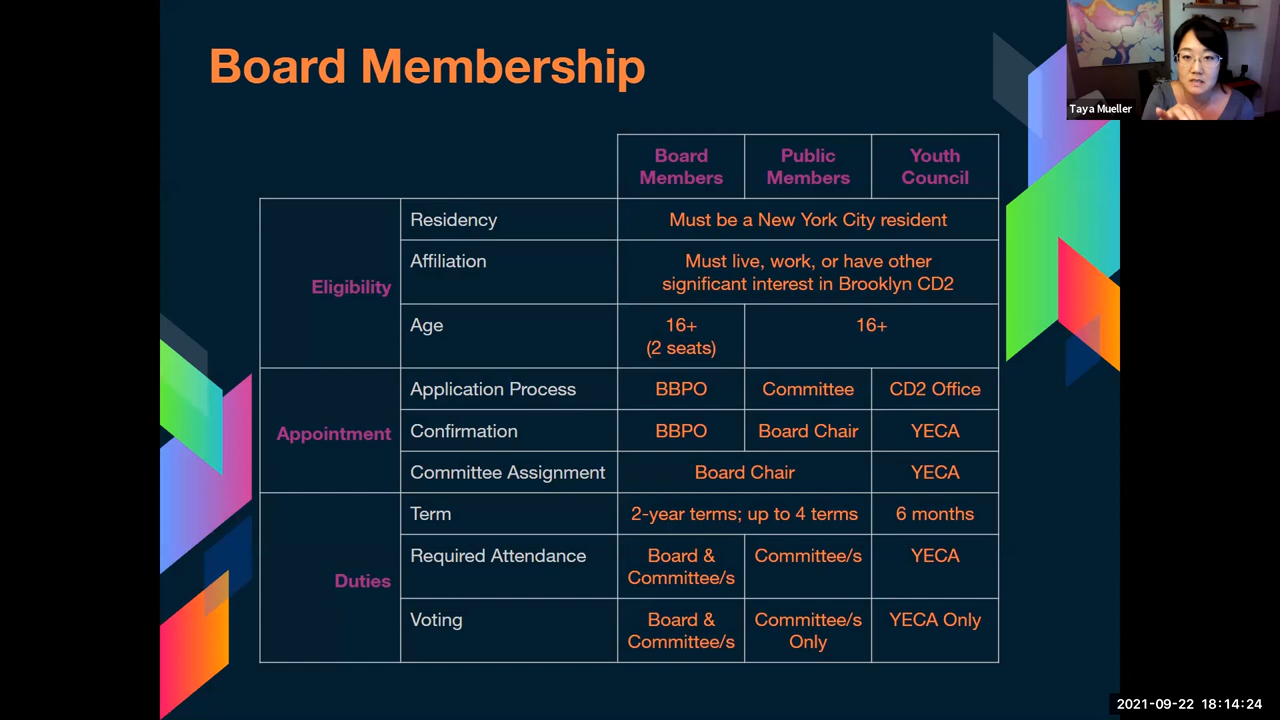 Board Membership
Taya Mueller
Board Members
Public Members
Youth Council
Eligibility
Residency
Must be a New York City resident
Affiliation
Must live, work, or have other
significant interest in Brooklyn CD2
Age
16+
(2 seats)
16+
Appointment
Application Process
BBPO
Committee
CD2 Office
Confirmation
BBPO
Board Chair
YECA
Committee Assignment
Board Chair
YECA
Duties
Term
2-year terms; up to 4 terms
6 months
Required Attendance
Board &
Committee/s
Committee/s
YECA
Voting
Board &
Committee/s
Committee/s
Only
YECA Only
2021-09-22 18:14:24